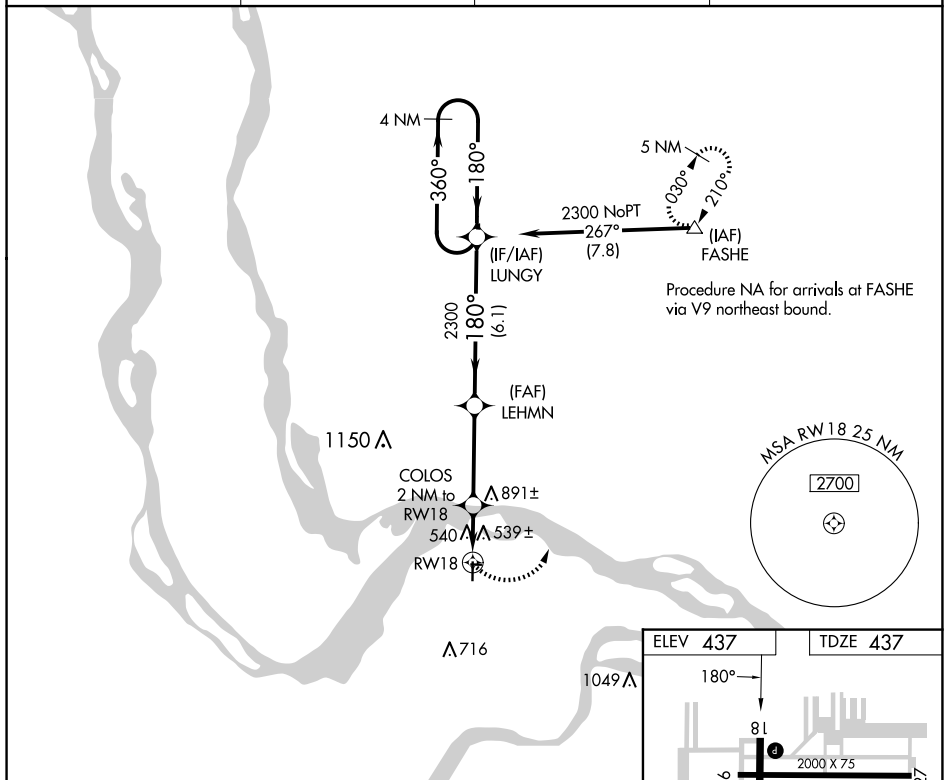 4 NM
360°
180°
5 NM
030°
210°
2300 NoPT
267°
(7.8)
(IAF)
FASHE
(IF/IAF)
LUNGY
Procedure NA for arrivals at FASHE
via V9 northeast bound.
2300
180°
(6.1)
(FAF)
LEHMN
1150
MSA RW18 25 NM
2700
COLOS
2 NM to
RW18
891±
540
539±
RW18
716
1049
ELEV 437
TDZE 437
180°
18
P
2000 X 75